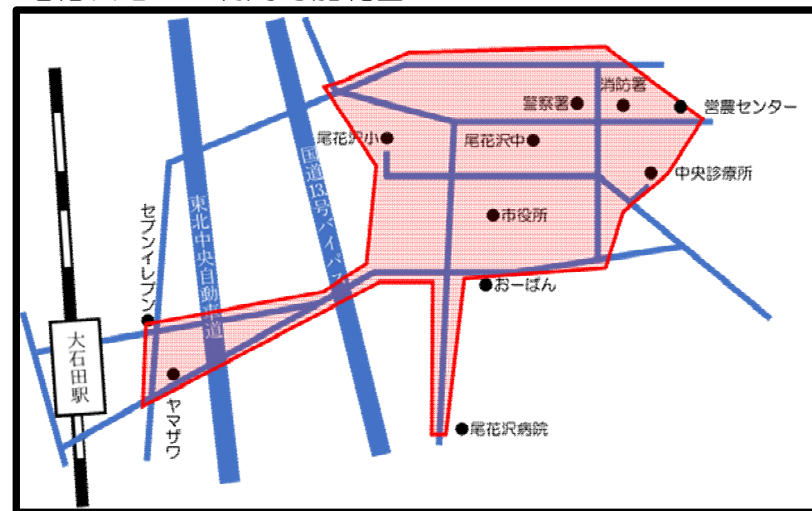 消防署
警察署
営農センター
尾花沢小
尾花沢中
中央診療所
国道13号バイパス
セブンイレブン
東北中央自動車道
市役所
おーばん
大石田駅
ヤマザワ
尾花沢病院